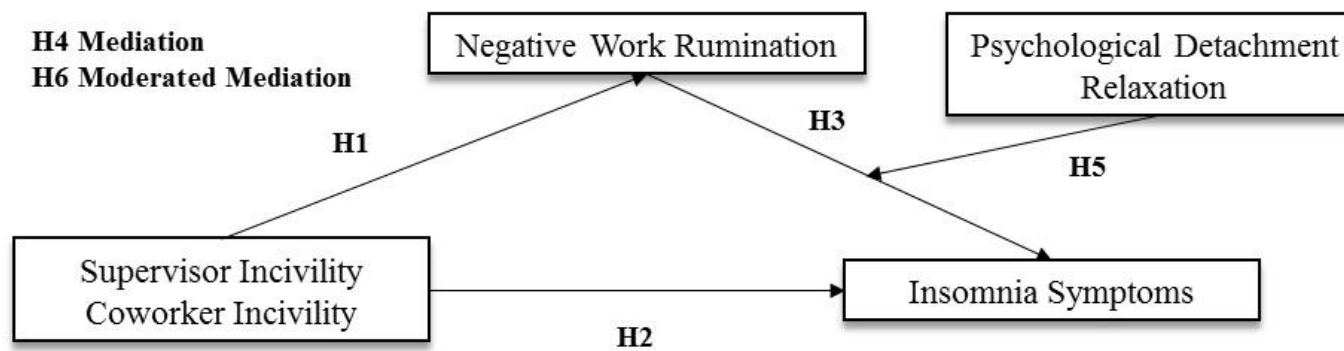 H4 Mediation
H6 Moderated Mediation
Negative Work Rumination
Psychological Detachment
Relaxation
H1
H3
H5
Supervisor Incivility
Coworker Incivility
Insomnia Symptoms
H2